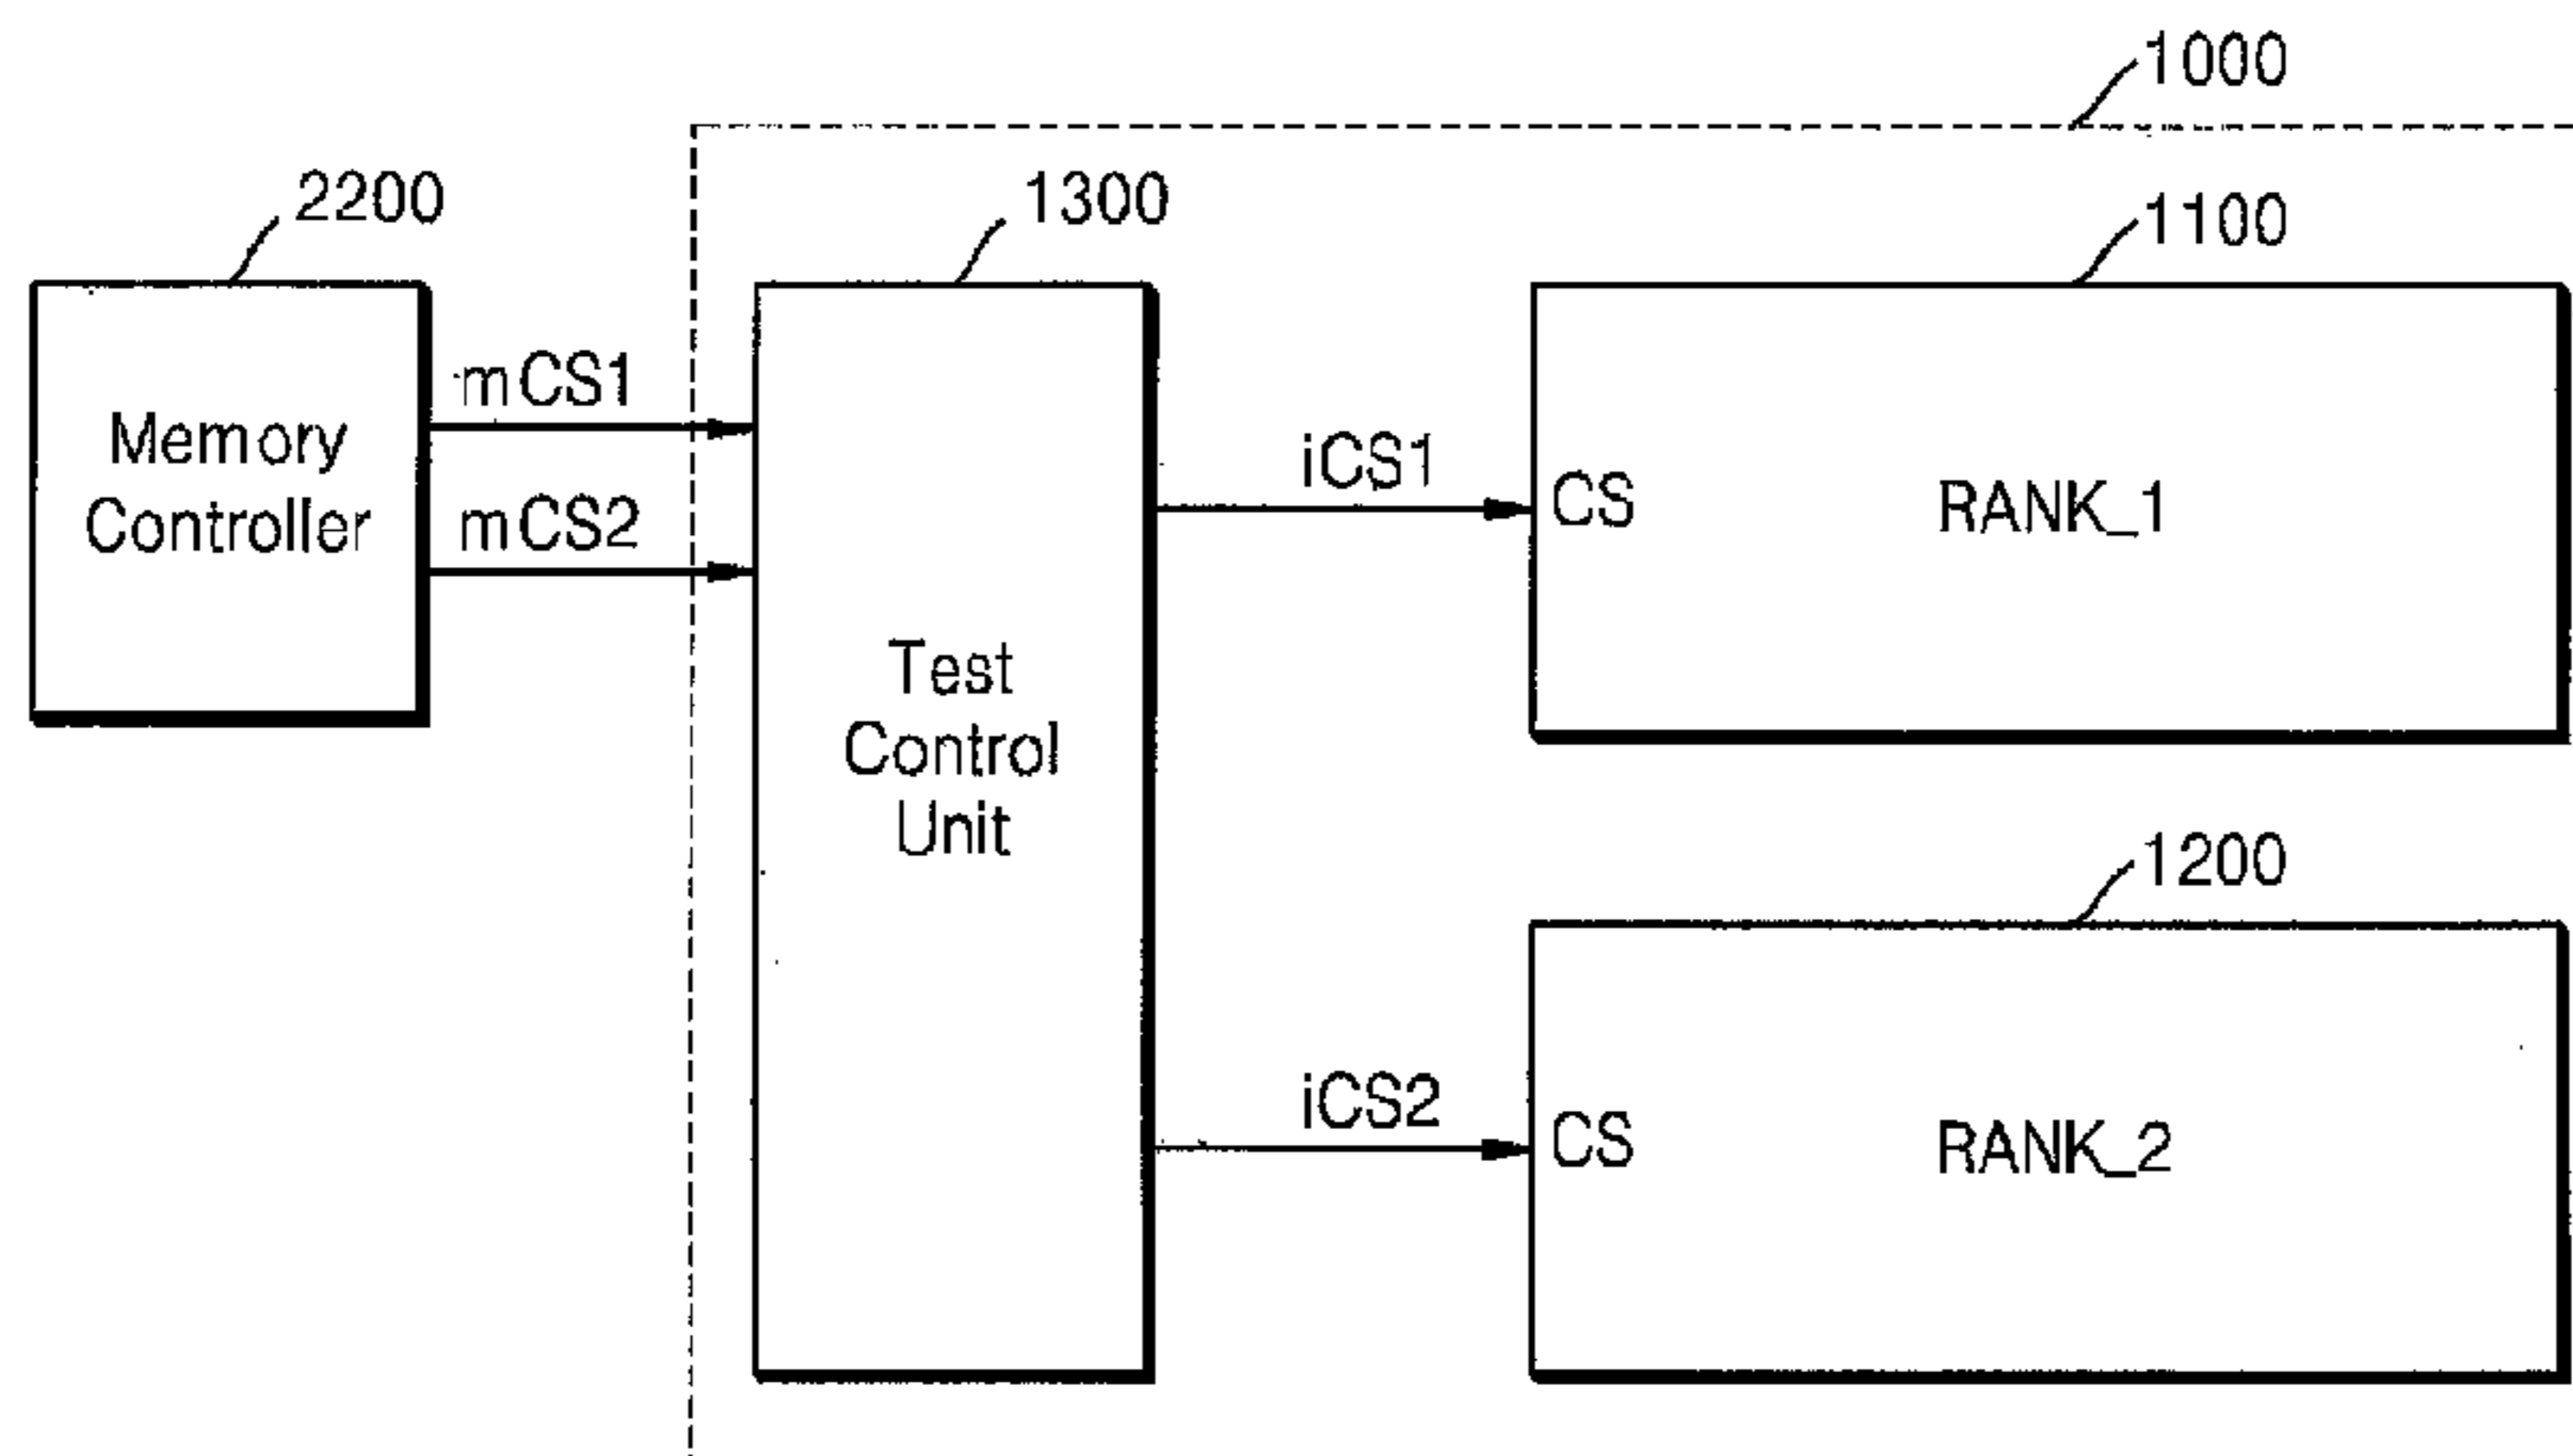 1000
2200
1300
1100
mCS1
Memory
Controller
mCS2
iCS1
CS
RANK_1
Test
Control
Unit
1200
iCS2
CS
RANK_2